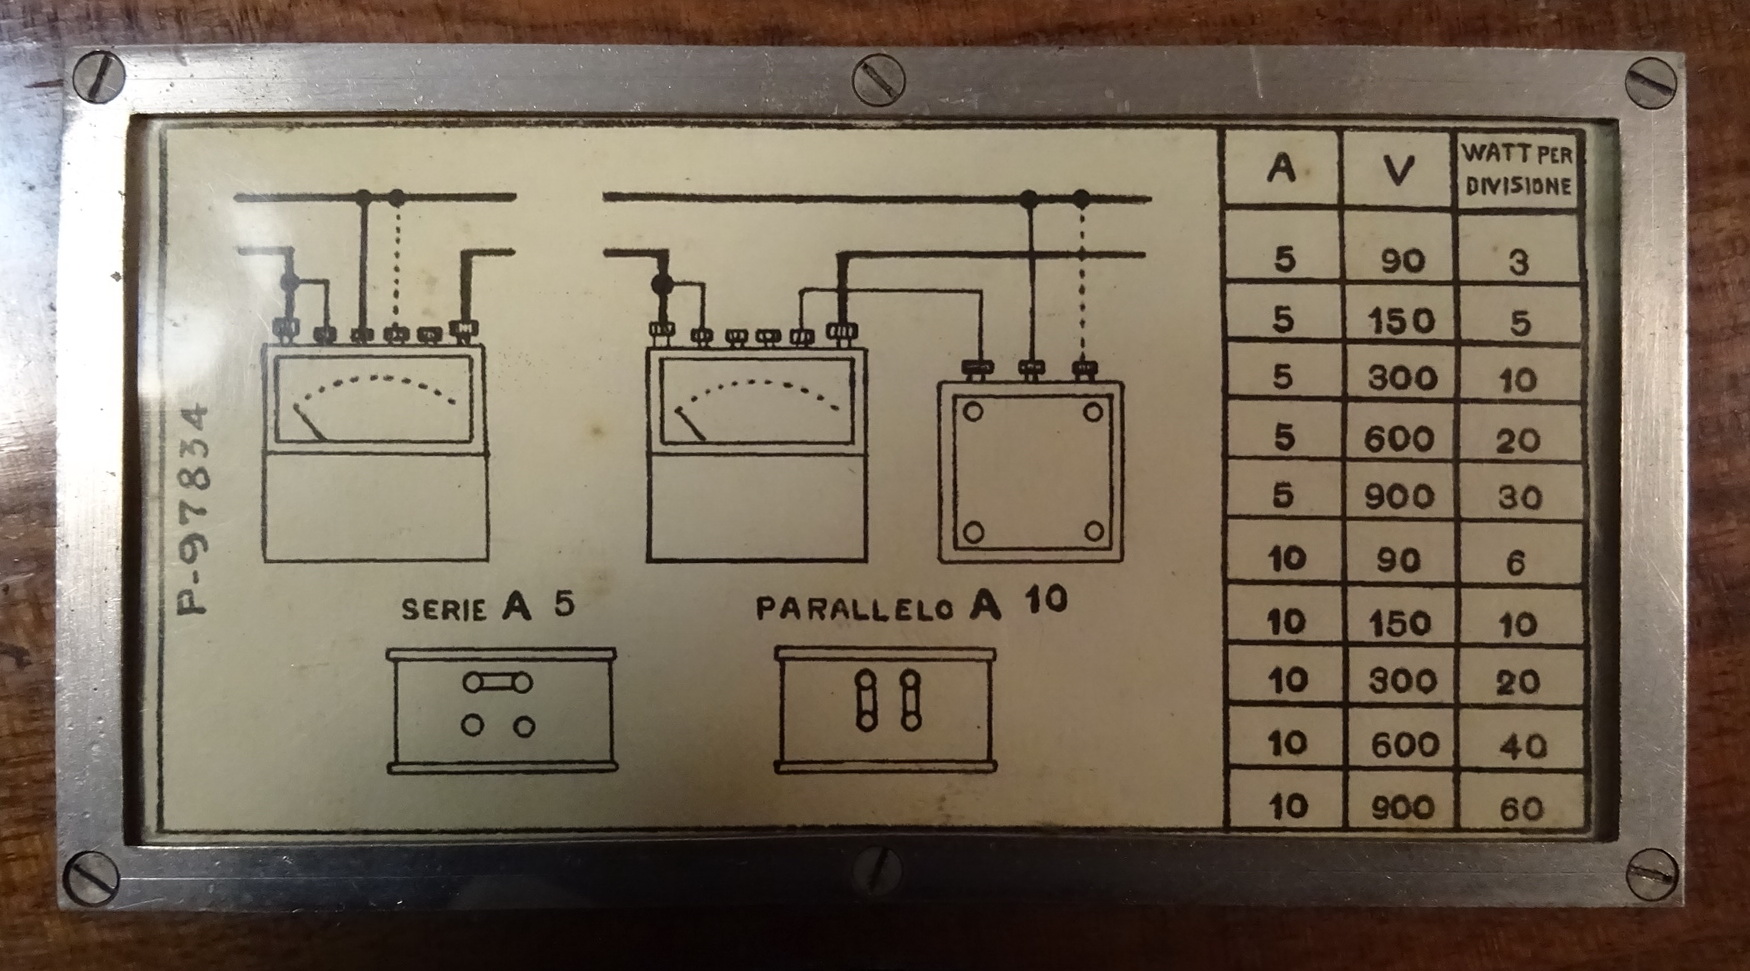 P-97834
SERIE A 5
PARALLELO A 10
A V WATT PER DIVISIONE
5 90 3
5 150 5
5 300 10
5 600 20
5 900 30
10 90 6
10 150 10
10 300 20
10 600 40
10 900 60